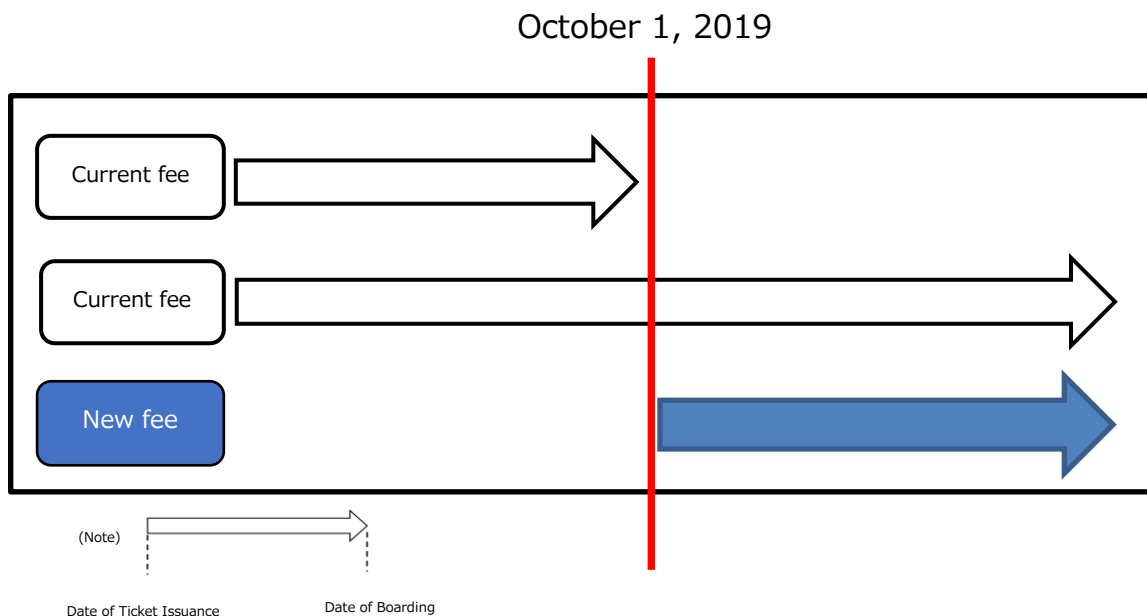 October 1, 2019
Current fee
Current fee
New fee
(Note)
Date of Ticket Issuance
Date of Boarding